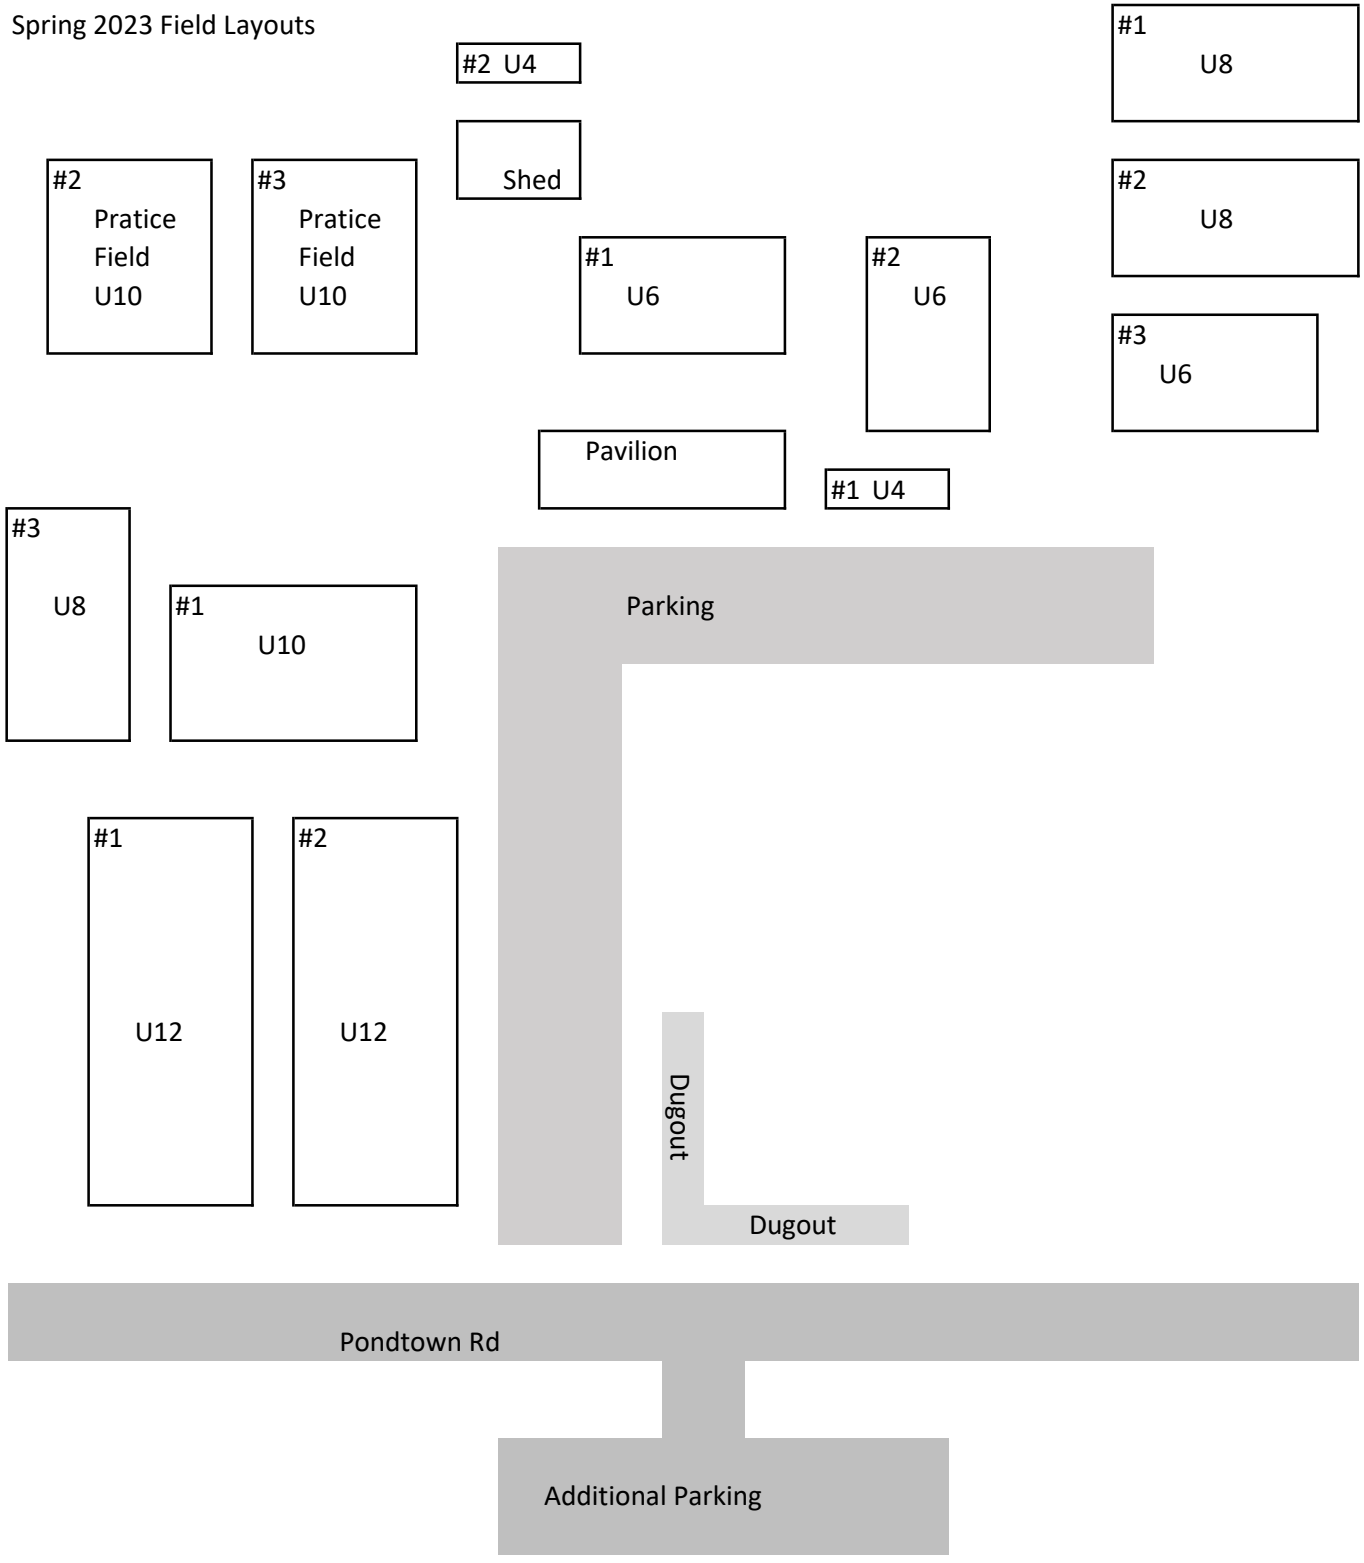 Spring 2023 Field Layouts
#2 U4
#1
U8
Shed
#2
Pratice
Field
U10
#3
Pratice
Field
U10
#2
U8
#1
U6
#2
U6
#3
U6
Pavilion
#1 U4
#3
U8
#1
U10
Parking
#1
U12
#2
U12
Dugout
Dugout
Pondtown Rd
Additional Parking